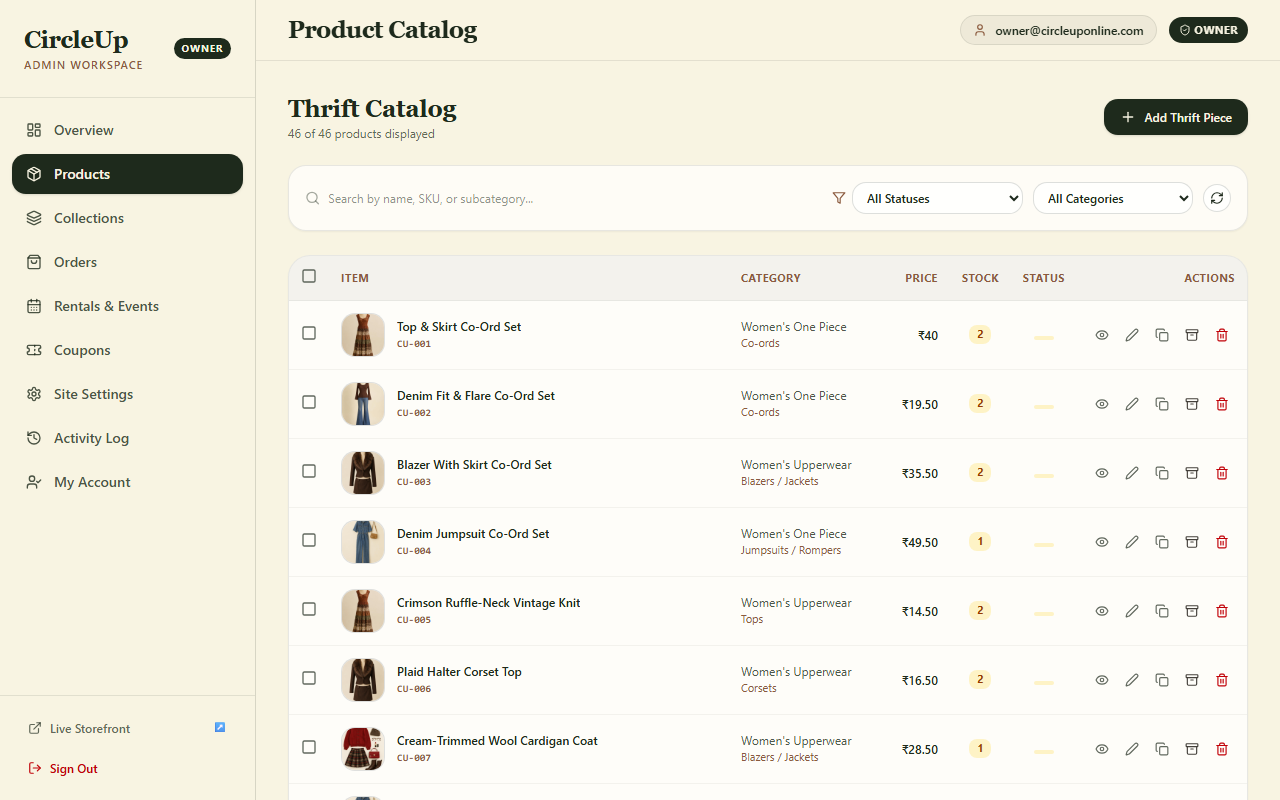 CircleUp
ADMIN WORKSPACE
OWNER
Overview
Products
Collections
Orders
Rentals & Events
Coupons
Site Settings
Activity Log
My Account
Live Storefront
Sign Out
Product Catalog
owner@circleuponline.com
OWNER
Thrift Catalog
46 of 46 products displayed
Add Thrift Piece
Search by name, SKU, or subcategory...
All Statuses
All Categories
ITEM CATEGORY PRICE STOCK STATUS ACTIONS
Top & Skirt Co-Ord Set
CU-001
Women's One Piece
Co-ords
₹40
2
Denim Fit & Flare Co-Ord Set
CU-002
Women's One Piece
Co-ords
₹19.50
2
Blazer With Skirt Co-Ord Set
CU-003
Women's Upperwear
Blazers / Jackets
₹35.50
2
Denim Jumpsuit Co-Ord Set
CU-004
Women's One Piece
Jumpsuits / Rompers
₹49.50
1
Crimson Ruffle-Neck Vintage Knit
CU-005
Women's Upperwear
Tops
₹14.50
2
Plaid Halter Corset Top
CU-006
Women's Upperwear
Corsets
₹16.50
2
Cream-Trimmed Wool Cardigan Coat
CU-007
Women's Upperwear
Blazers / Jackets
₹28.50
1